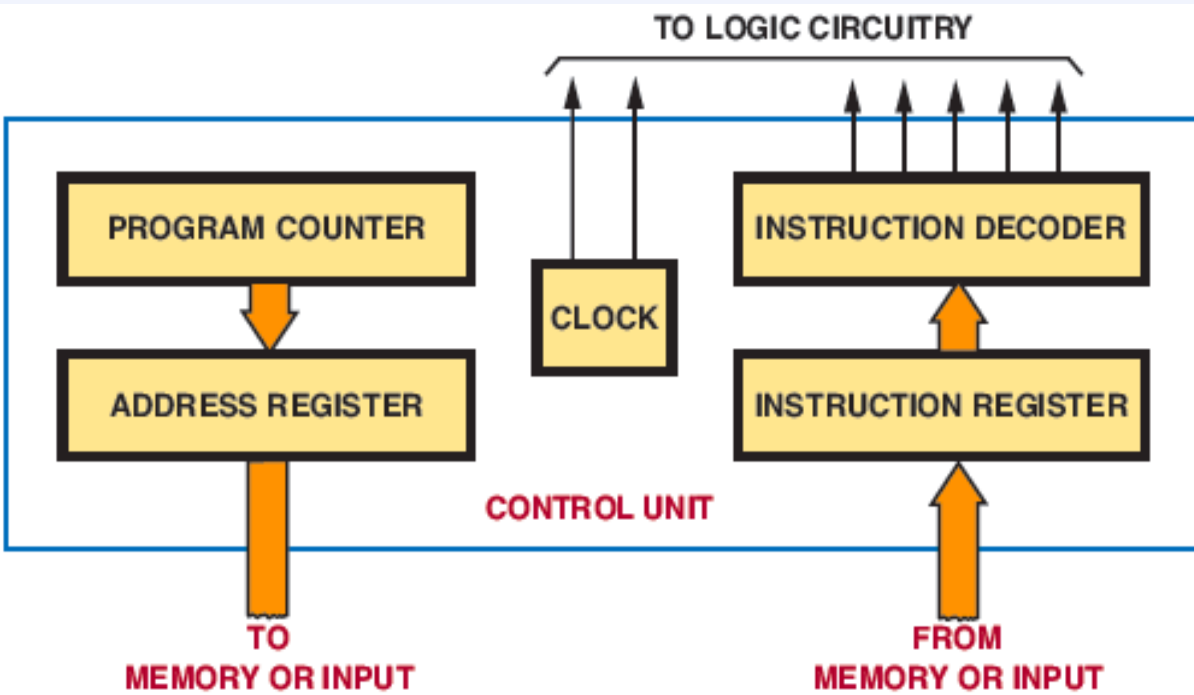 TO LOGIC CIRCUITRY
PROGRAM COUNTER
INSTRUCTION DECODER
CLOCK
ADDRESS REGISTER
INSTRUCTION REGISTER
CONTROL UNIT
TO
MEMORY OR INPUT
FROM
MEMORY OR INPUT